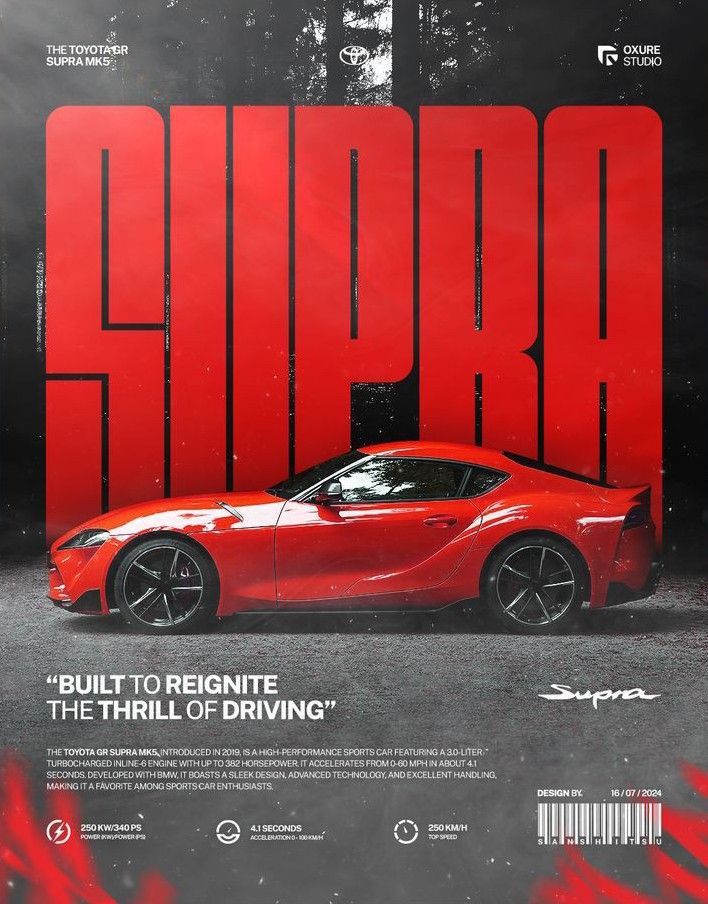 THE TOYOTA GR
SUPRA MK5
OXURE
STUDIO
SUPRA
“BUILT TO REIGNITE
THE THRILL OF DRIVING”
Supra
THE TOYOTA GR SUPRA MK5, INTRODUCED IN 2019, IS A HIGH-PERFORMANCE SPORTS CAR FEATURING A 3.0-LITER
TURBOCHARGED INLINE-6 ENGINE WITH UP TO 382 HORSEPOWER. IT ACCELERATES FROM 0-60 MPH IN ABOUT 4.1
SECONDS. DEVELOPED WITH BMW, IT BOASTS A SLEEK DESIGN, ADVANCED TECHNOLOGY, AND EXCELLENT HANDLING,
MAKING IT A FAVORITE AMONG SPORTS CAR ENTHUSIASTS.
DESIGN BY. 16 / 07 / 2024
SANSHITSU
250 KW/340 PS
POWER (KW)/POWER (PS)
4.1 SECONDS
ACCELERATION 0 - 100 KM/H
250 KM/H
TOP SPEED